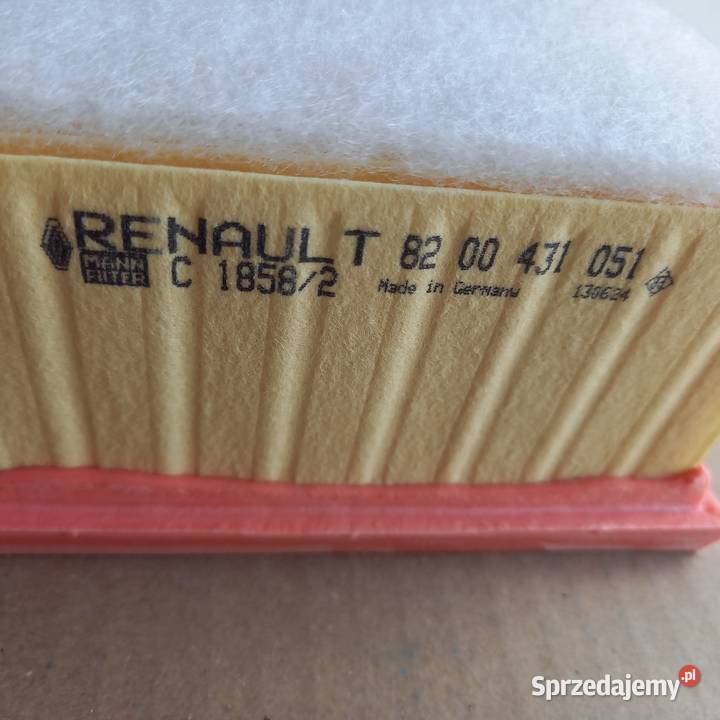 RENAULT 82 00 431 051
MANN FILTER C 1858/2 Made in Germany 130624
Sprzedajemy.pl